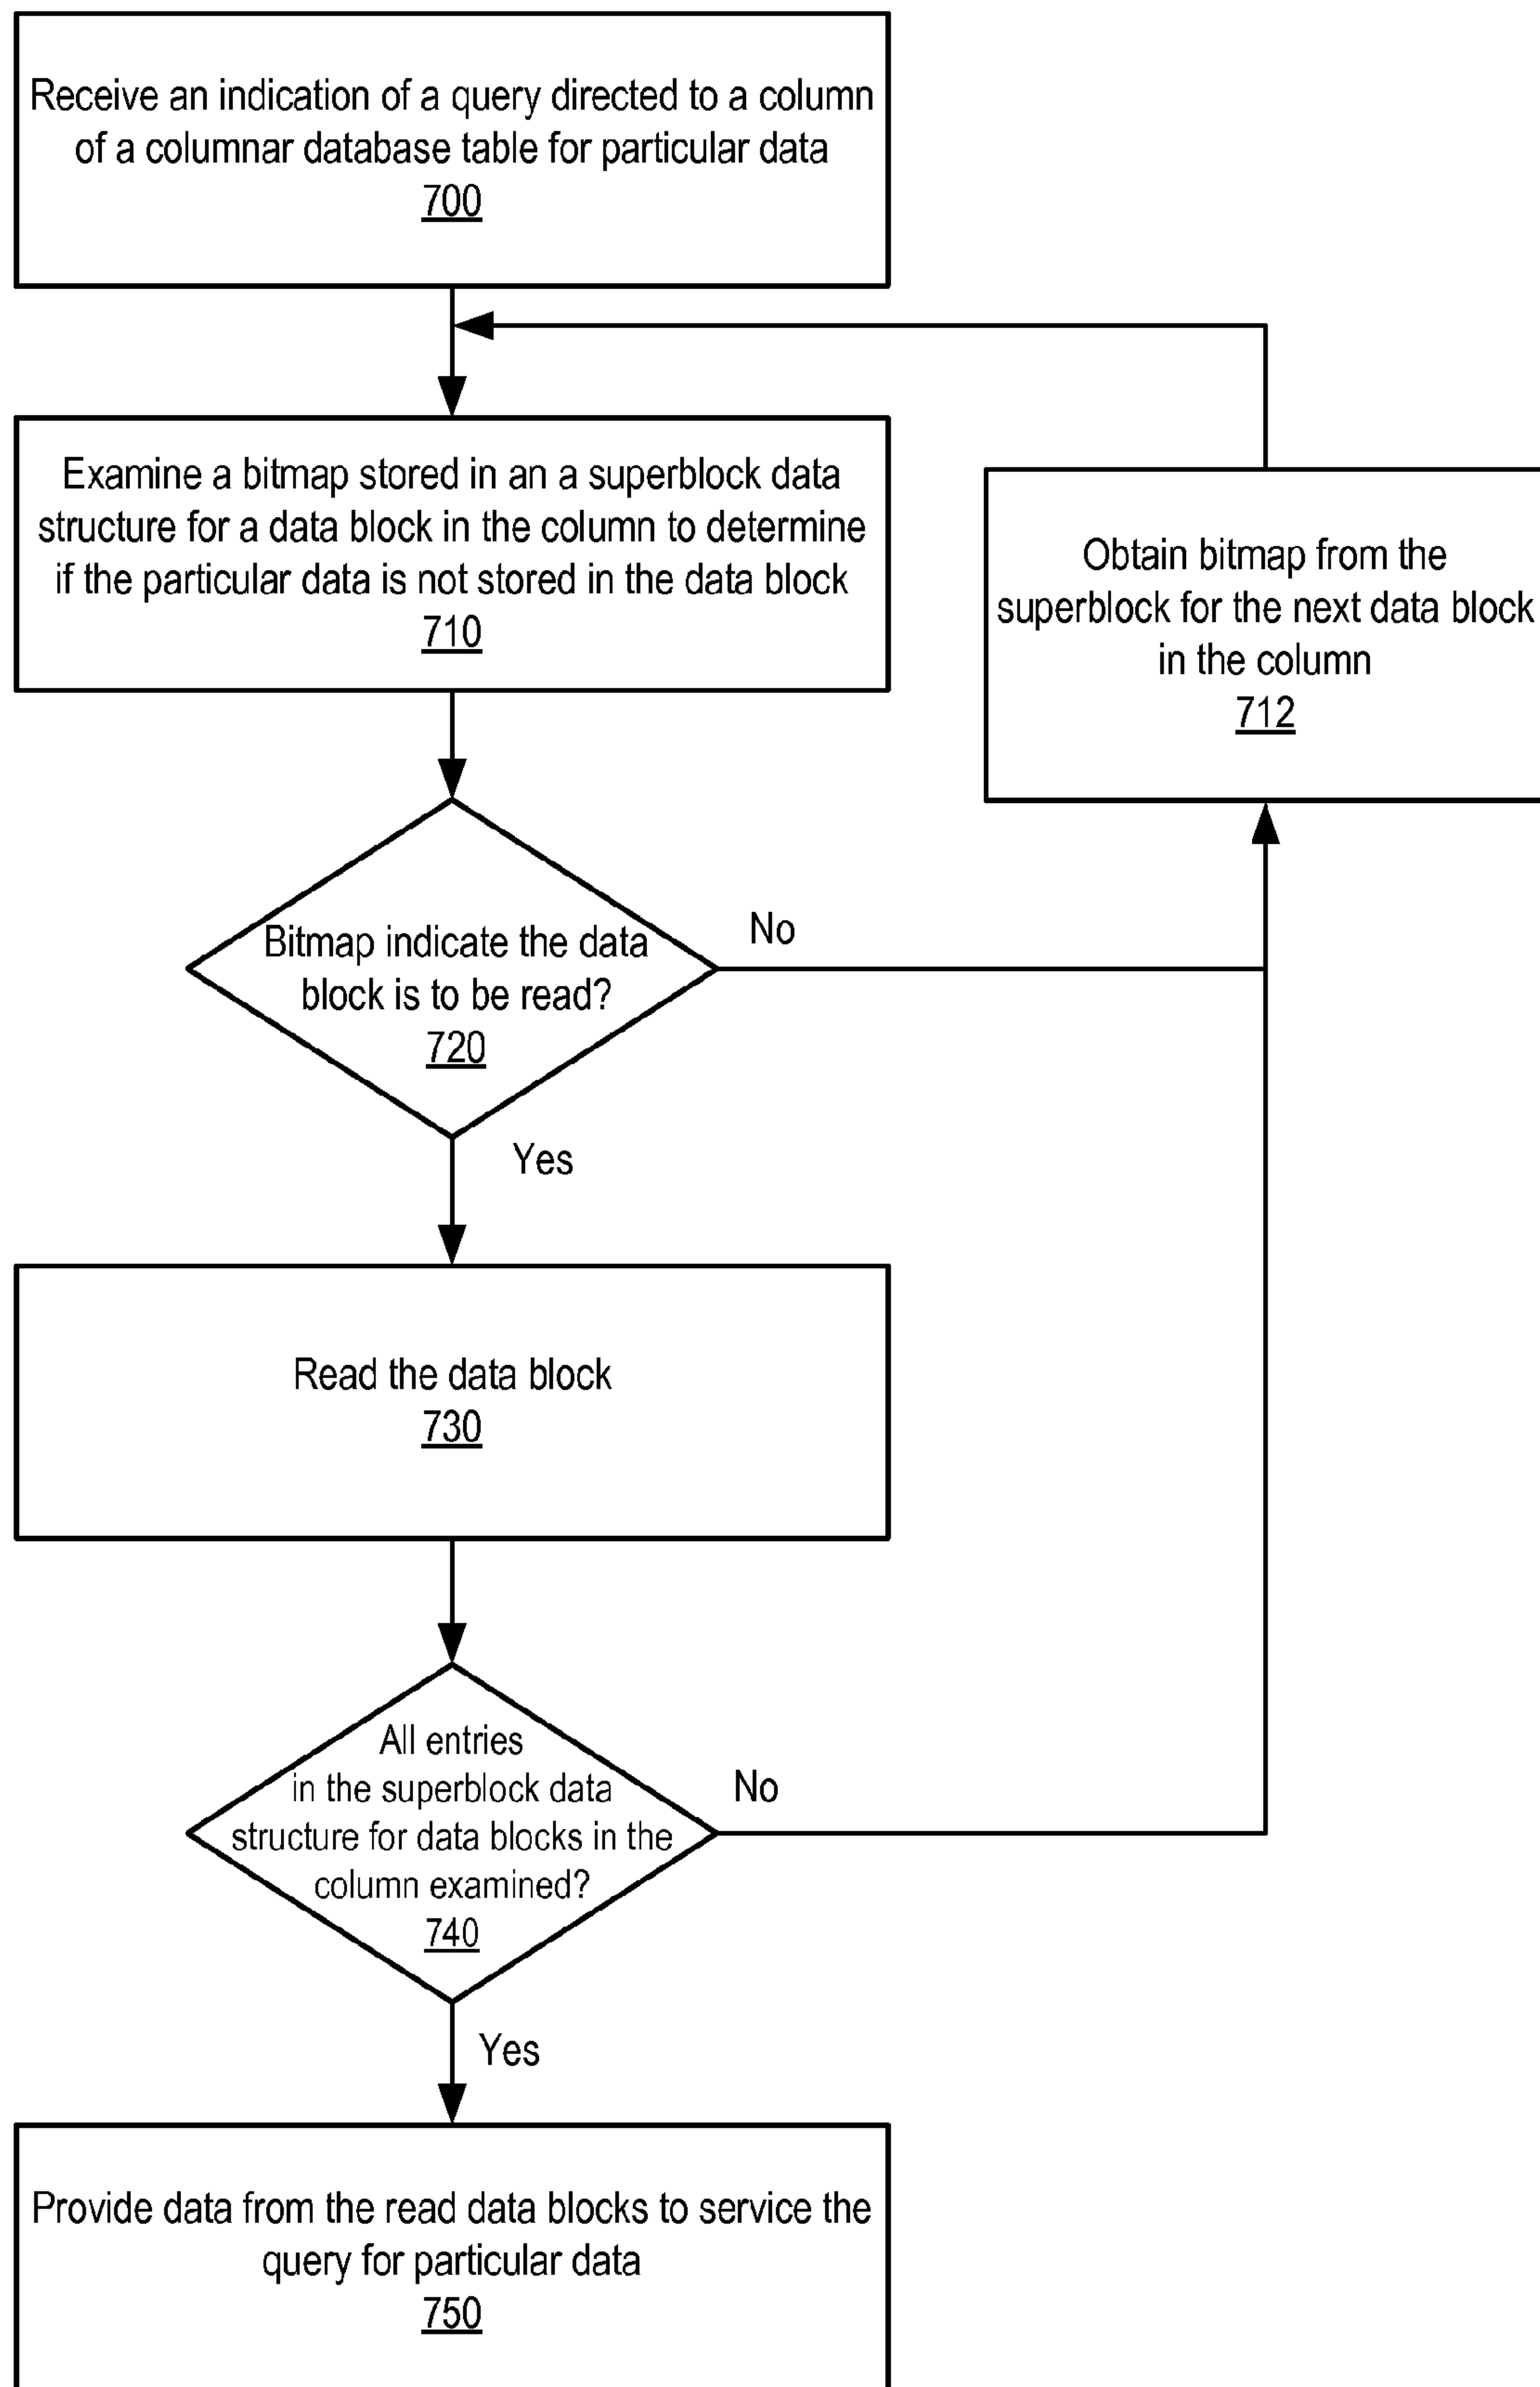 Receive an indication of a query directed to a column
of a columnar database table for particular data
700
Examine a bitmap stored in an a superblock data
structure for a data block in the column to determine
if the particular data is not stored in the data block
710
Obtain bitmap from the
superblock for the next data block
in the column
712
Bitmap indicate the data
block is to be read?
720
No
Yes
Read the data block
730
All entries
in the superblock data
structure for data blocks in the
column examined?
740
No
Yes
Provide data from the read data blocks to service the
query for particular data
750